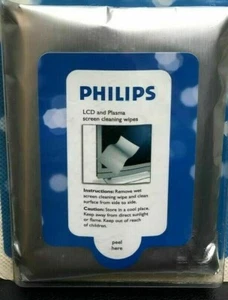 PHILIPS
LCD and Plasma
screen cleaning wipes
Instructions: Remove wet
screen cleaning wipe and clean
surface from side to side.
Caution: Store in a cool place.
Keep away from direct sunlight
or flame. Keep out of reach
of children.
peel
here